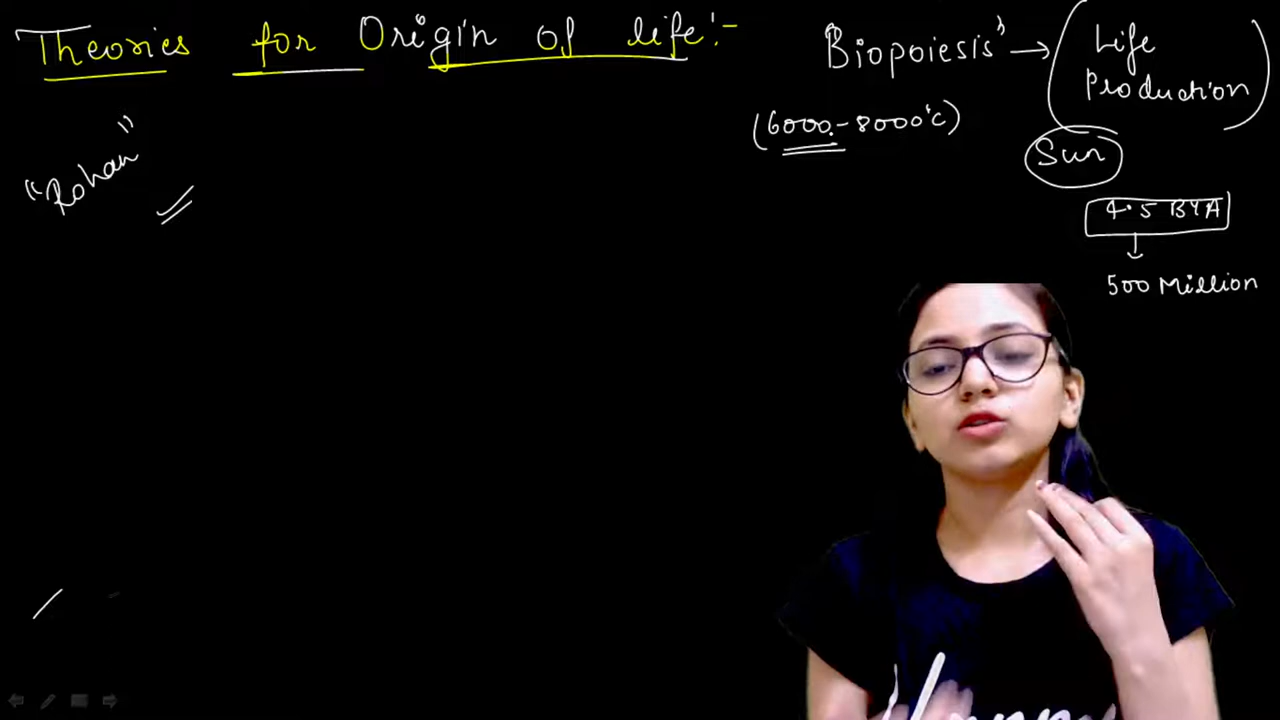 Theories for Origin of life :-
Biopoiesis' → Life Production
(6000 - 8000°C)
Sun
4.5 BYA
500 Million
"Rohan"